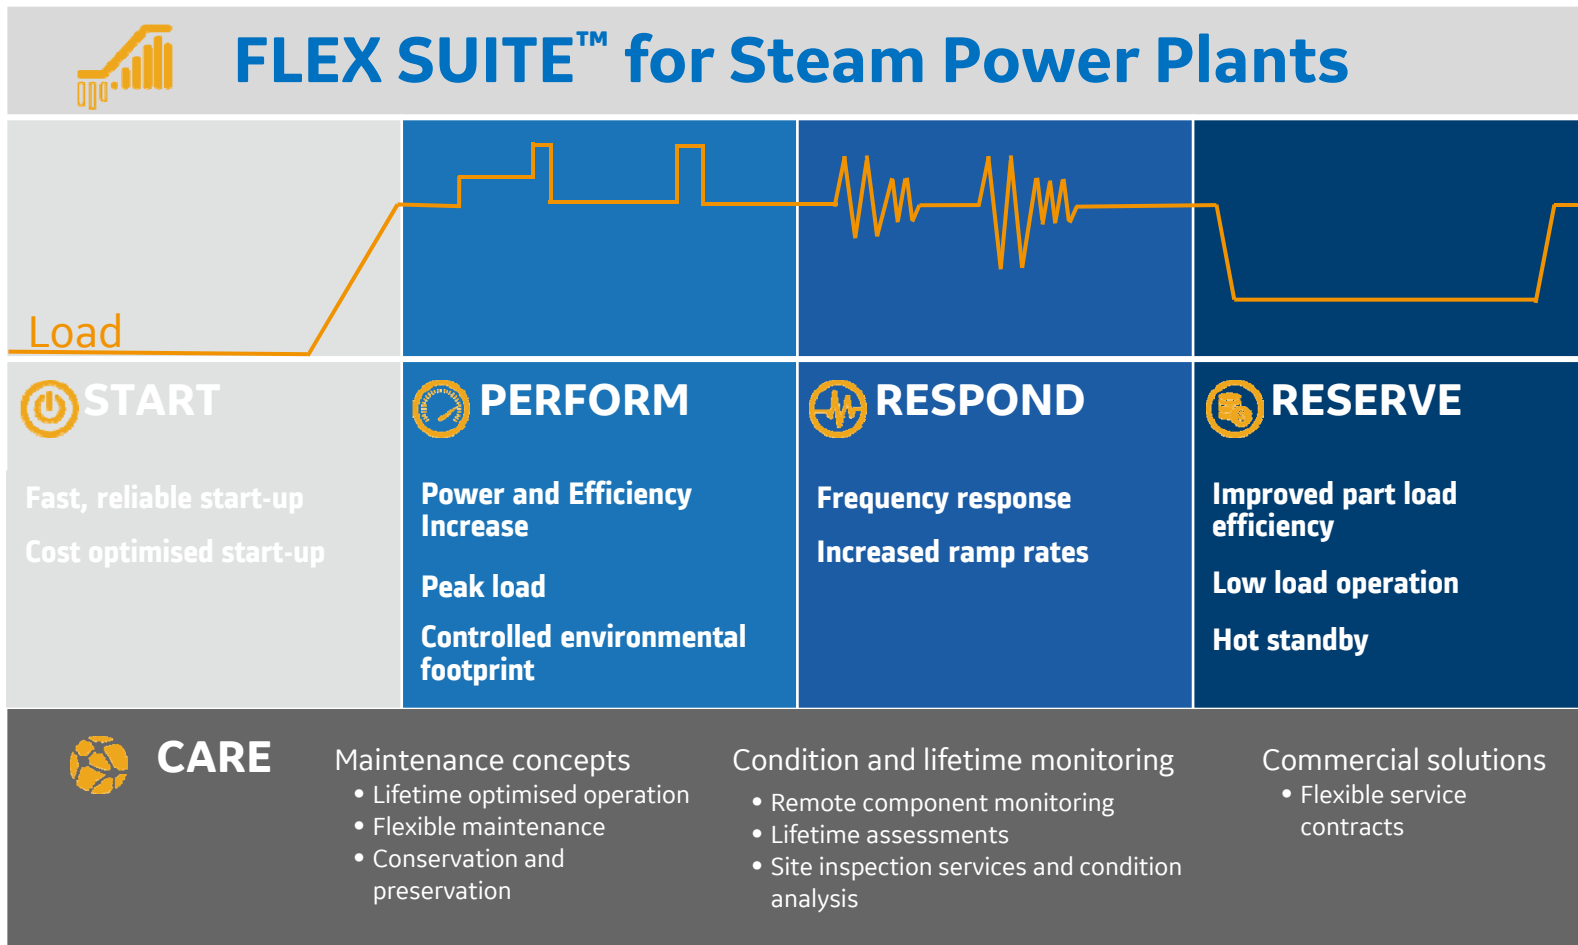 FLEX SUITE™ for Steam Power Plants
Load
START
Fast, reliable start-up
Cost optimised start-up
PERFORM
Power and Efficiency
Increase
Peak load
Controlled environmental
footprint
RESPOND
Frequency response
Increased ramp rates
RESERVE
Improved part load
efficiency
Low load operation
Hot standby
CARE
Maintenance concepts
• Lifetime optimised operation
• Flexible maintenance
• Conservation and
preservation
Condition and lifetime monitoring
• Remote component monitoring
• Lifetime assessments
• Site inspection services and condition
analysis
Commercial solutions
• Flexible service
contracts